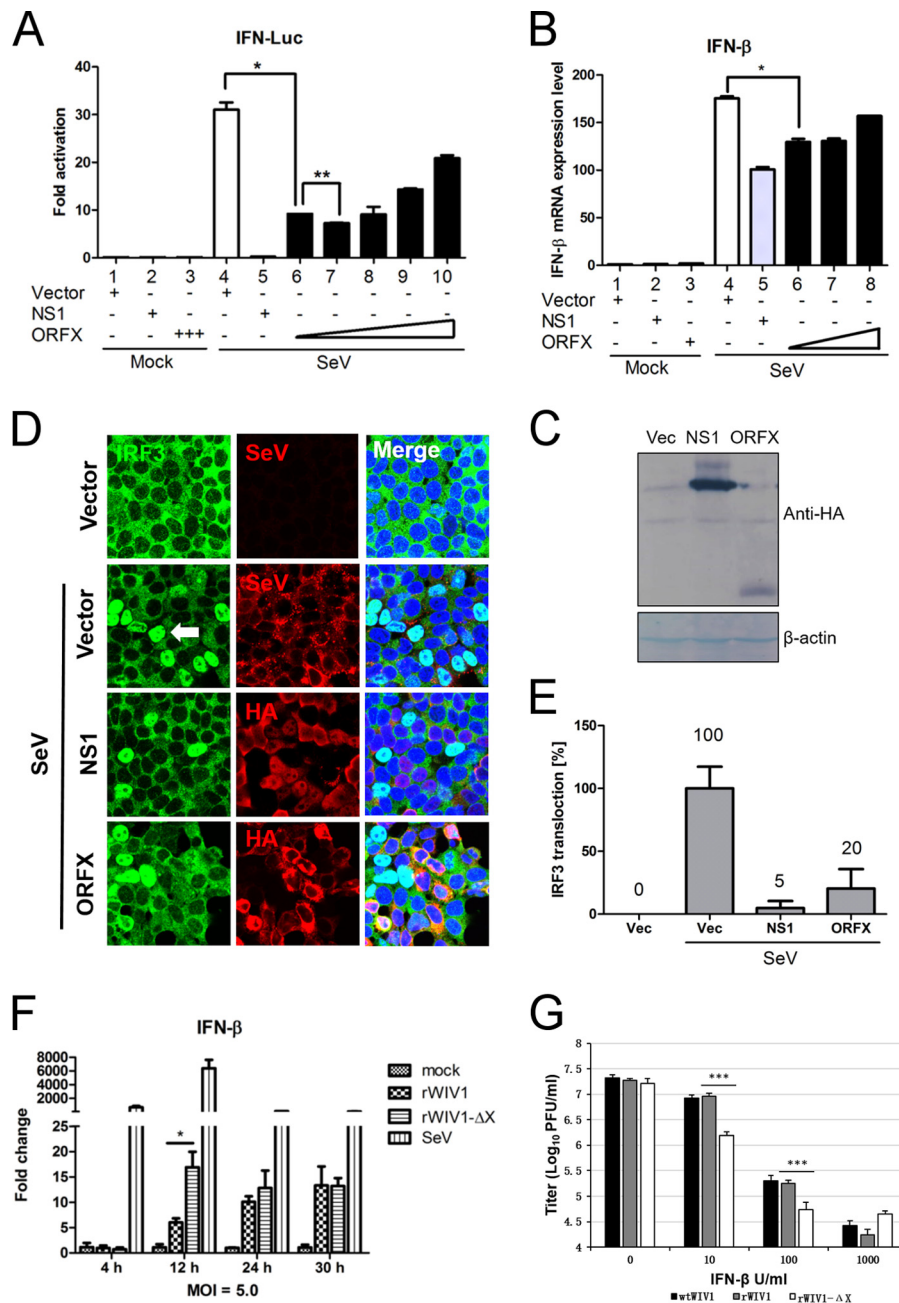 A
IFN-Luc
Fold activation
40
30
20
10
0
*
**
1 2 3 4 5 6 7 8 9 10
Vector + - - + - - - - - -
NS1 - + - - + - - - - -
ORFX - - +++ - -
Mock SeV
B
IFN-β
IFN-β mRNA expression level
200
150
100
50
0
*
1 2 3 4 5 6 7 8
Vector + - - + - - - -
NS1 - + - - + - - -
ORFX - - + - -
Mock SeV
D
IRF3 SeV Merge
Vector
SeV
Vector
HA
NS1
HA
ORFX
SeV
C
Vec NS1 ORFX
Anti-HA
β-actin
E
IRF3 transloction [%]
150
100
50
0
0
100
5
20
Vec Vec NS1 ORFX
SeV
F
IFN-β
Fold change
8000
6000
4000
2000
25
20
15
10
5
0
*
4 h 12 h 24 h 30 h
MOI = 5.0
mock
rWIV1
rWIV1-ΔX
SeV
G
Titer (Log10 PFU/ml)
8
7.5
7
6.5
6
5.5
5
4.5
4
***
***
0 10 100 1000
IFN-β U/ml
wtWIV1 rWIV1 rWIV1-ΔX